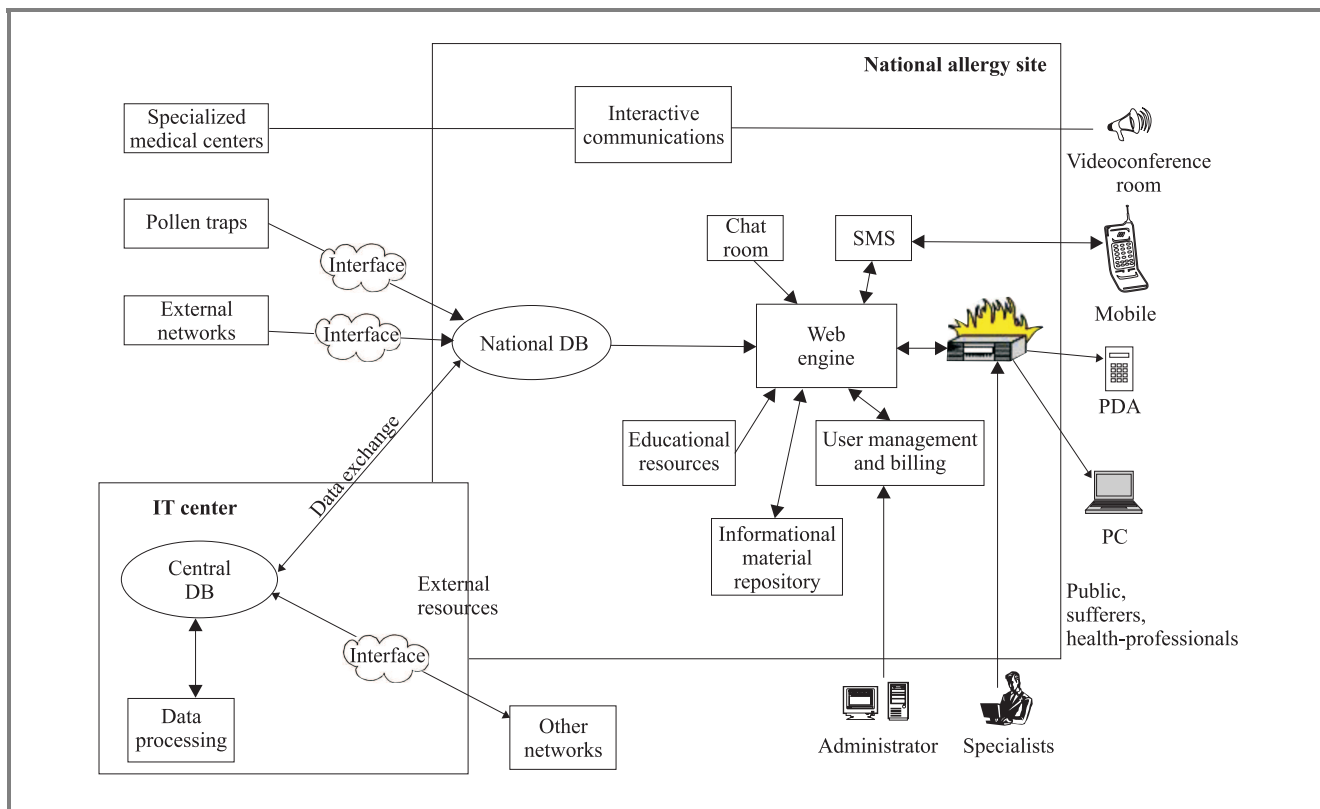 National allergy site
Specialized
medical centers
Interactive
communications
Videoconference
room
Pollen traps
Interface
Chat
room
SMS
Mobile
External
networks
Interface
National DB
Web
engine
PDA
Educational
resources
User management
and billing
Data exchange
IT center
PC
Informational
material
repository
Central
DB
External
resources
Public,
sufferers,
health-professionals
Interface
Data
processing
Other
networks
Administrator
Specialists